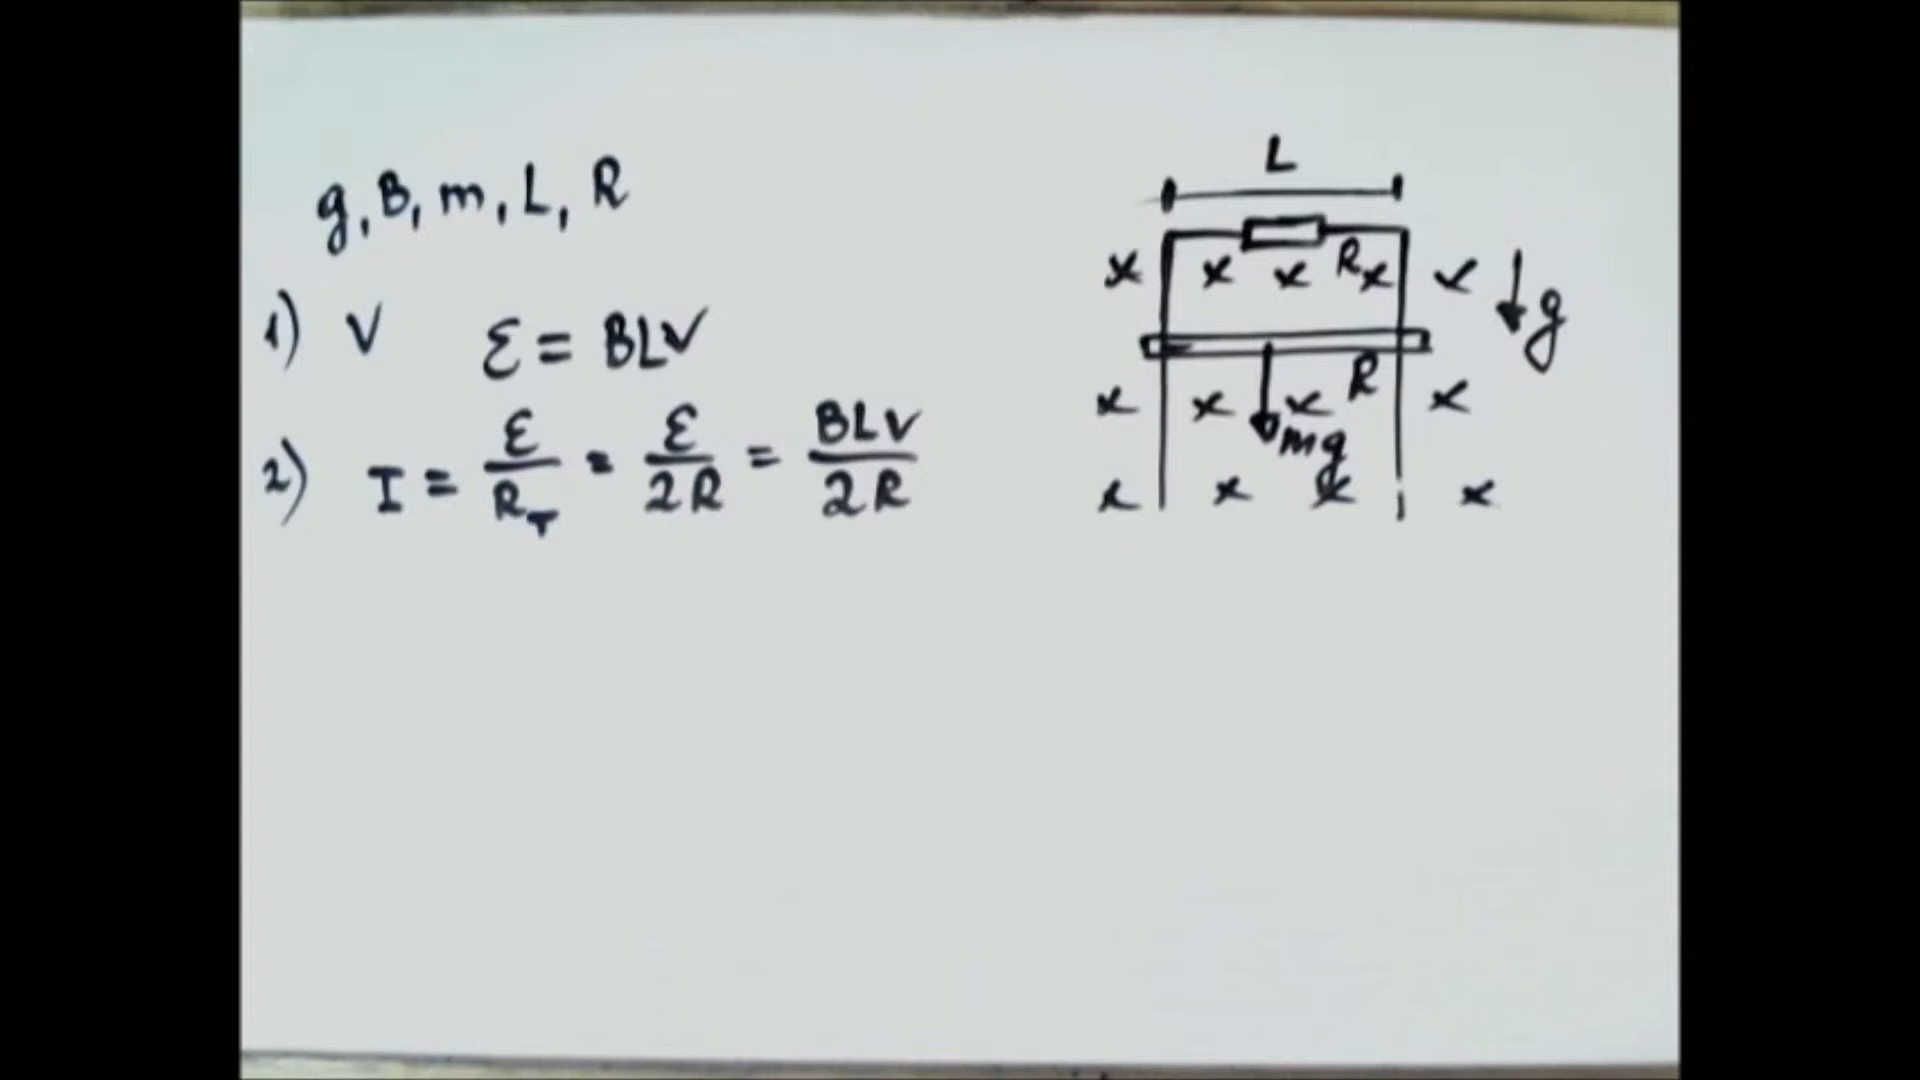 g, B, m, L, R
1) V ε = BLV
2) I = ε/R_T = ε/2R = BLV/2R
L
R
x x x x x
g
R
x x x x
mg
x x x x